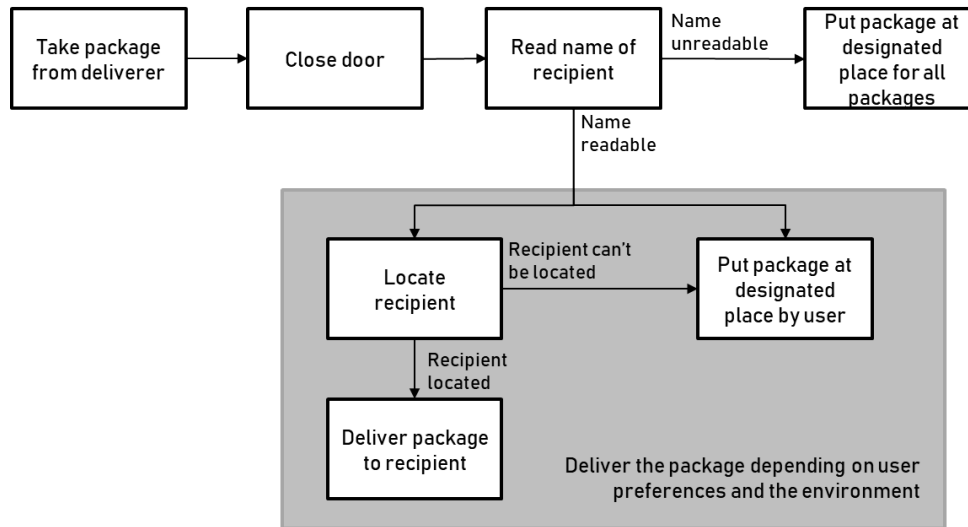 Take package
from deliverer
Close door
Read name of
recipient
Name
unreadable
Put package at
designated
place for all
packages
Name
readable
Locate
recipient
Recipient can't
be located
Put package at
designated
place by user
Recipient
located
Deliver package
to recipient
Deliver the package depending on user
preferences and the environment